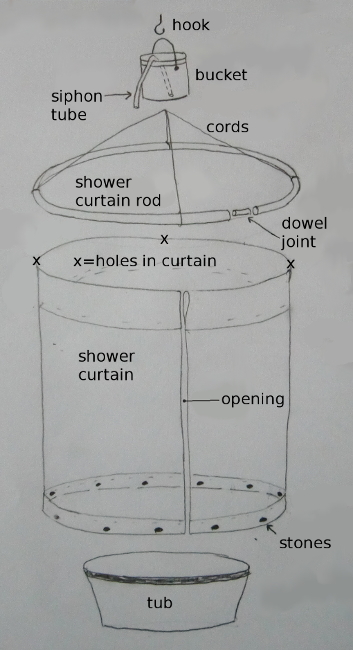 hook
bucket
siphon
tube
cords
shower
curtain rod
dowel
joint
x
x
x=holes in curtain
x
shower
curtain
opening
stones
tub